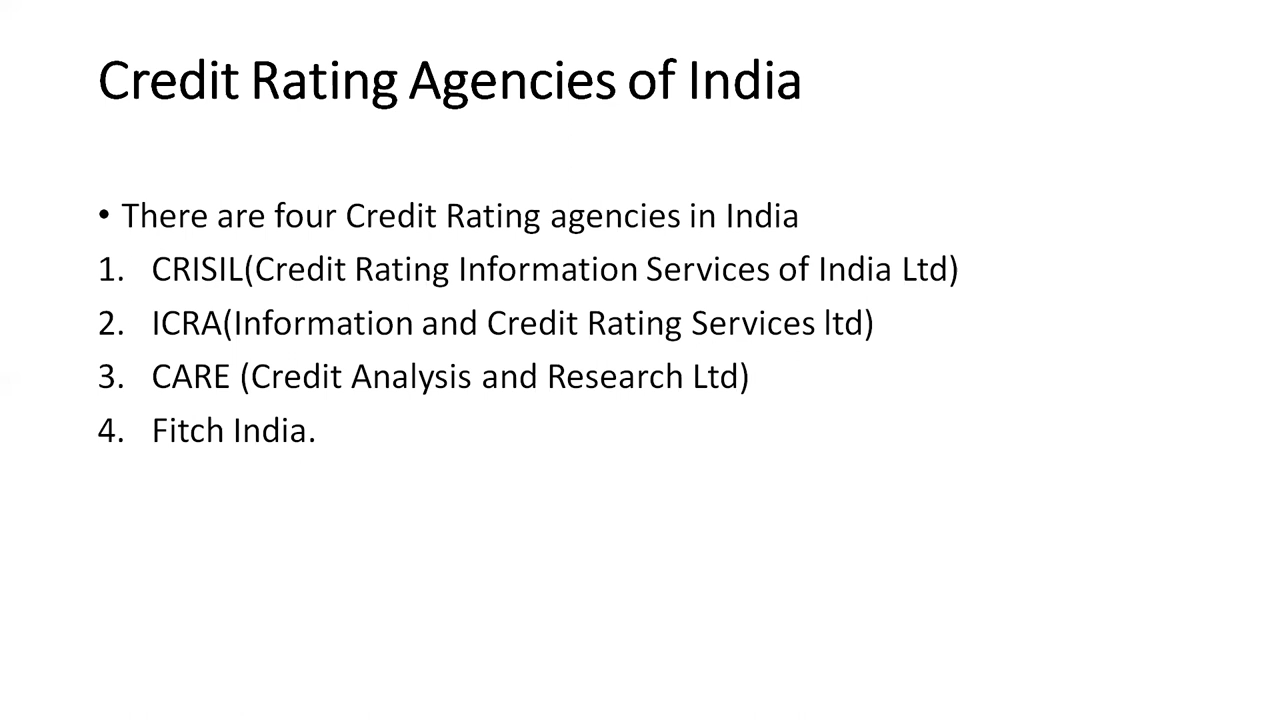 Credit Rating Agencies of India
• There are four Credit Rating agencies in India
1. CRISIL(Credit Rating Information Services of India Ltd)
2. ICRA(Information and Credit Rating Services ltd)
3. CARE (Credit Analysis and Research Ltd)
4. Fitch India.